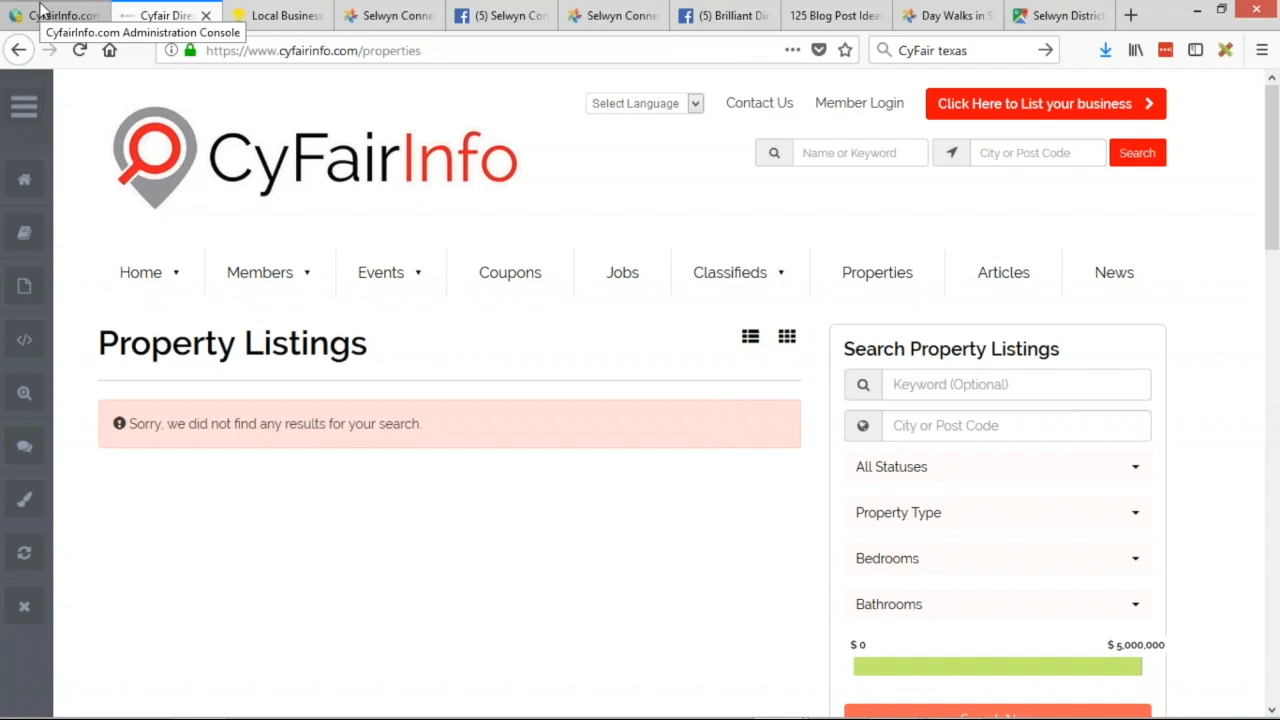 CyfairInfo.com
Cyfair Dire
Local Business
Selwyn Conne
(5) Selwyn Co
Selwyn Conne
(5) Brilliant Di
125 Blog Post Idea
Day Walks in S
Selwyn District
CyfairInfo.com Administration Console
https://www.cyfairinfo.com/properties
CyFair texas
Select Language
Contact Us
Member Login
Click Here to List your business
CyFairInfo
Name or Keyword
City or Post Code
Search
Home
Members
Events
Coupons
Jobs
Classifieds
Properties
Articles
News
Property Listings
Sorry, we did not find any results for your search.
Search Property Listings
Keyword (Optional)
City or Post Code
All Statuses
Property Type
Bedrooms
Bathrooms
$ 0
$ 5,000,000